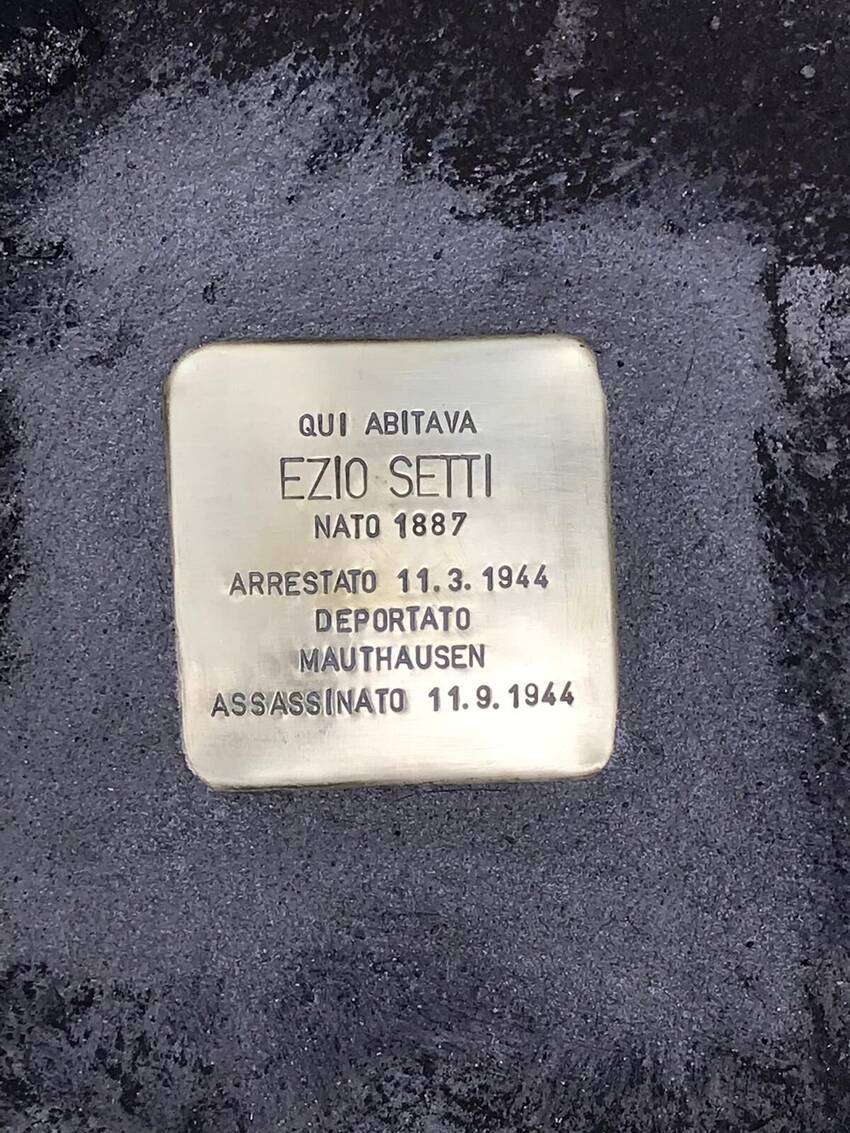 QUI ABITAVA
EZIO SETTI
NATO 1887
ARRESTATO 11.3.1944
DEPORTATO
MAUTHAUSEN
ASSASSINATO 11.9.1944